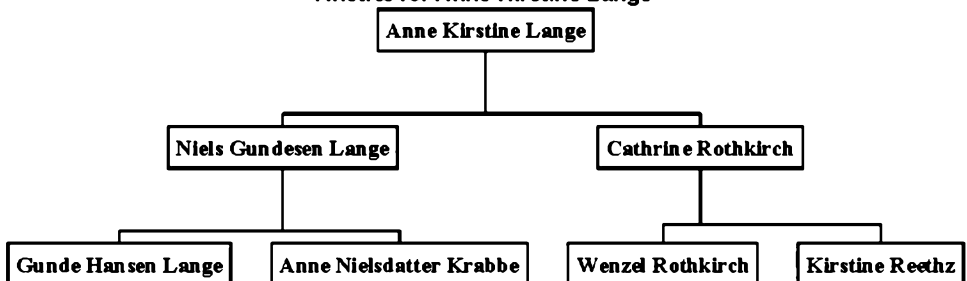 Anne Kirstine Lange
Niels Gundesen Lange Cathrine Rothkirch
Gunde Hansen Lange Anne Nielsdatter Krabbe Wenzel Rothkirch Kirstine Reethz